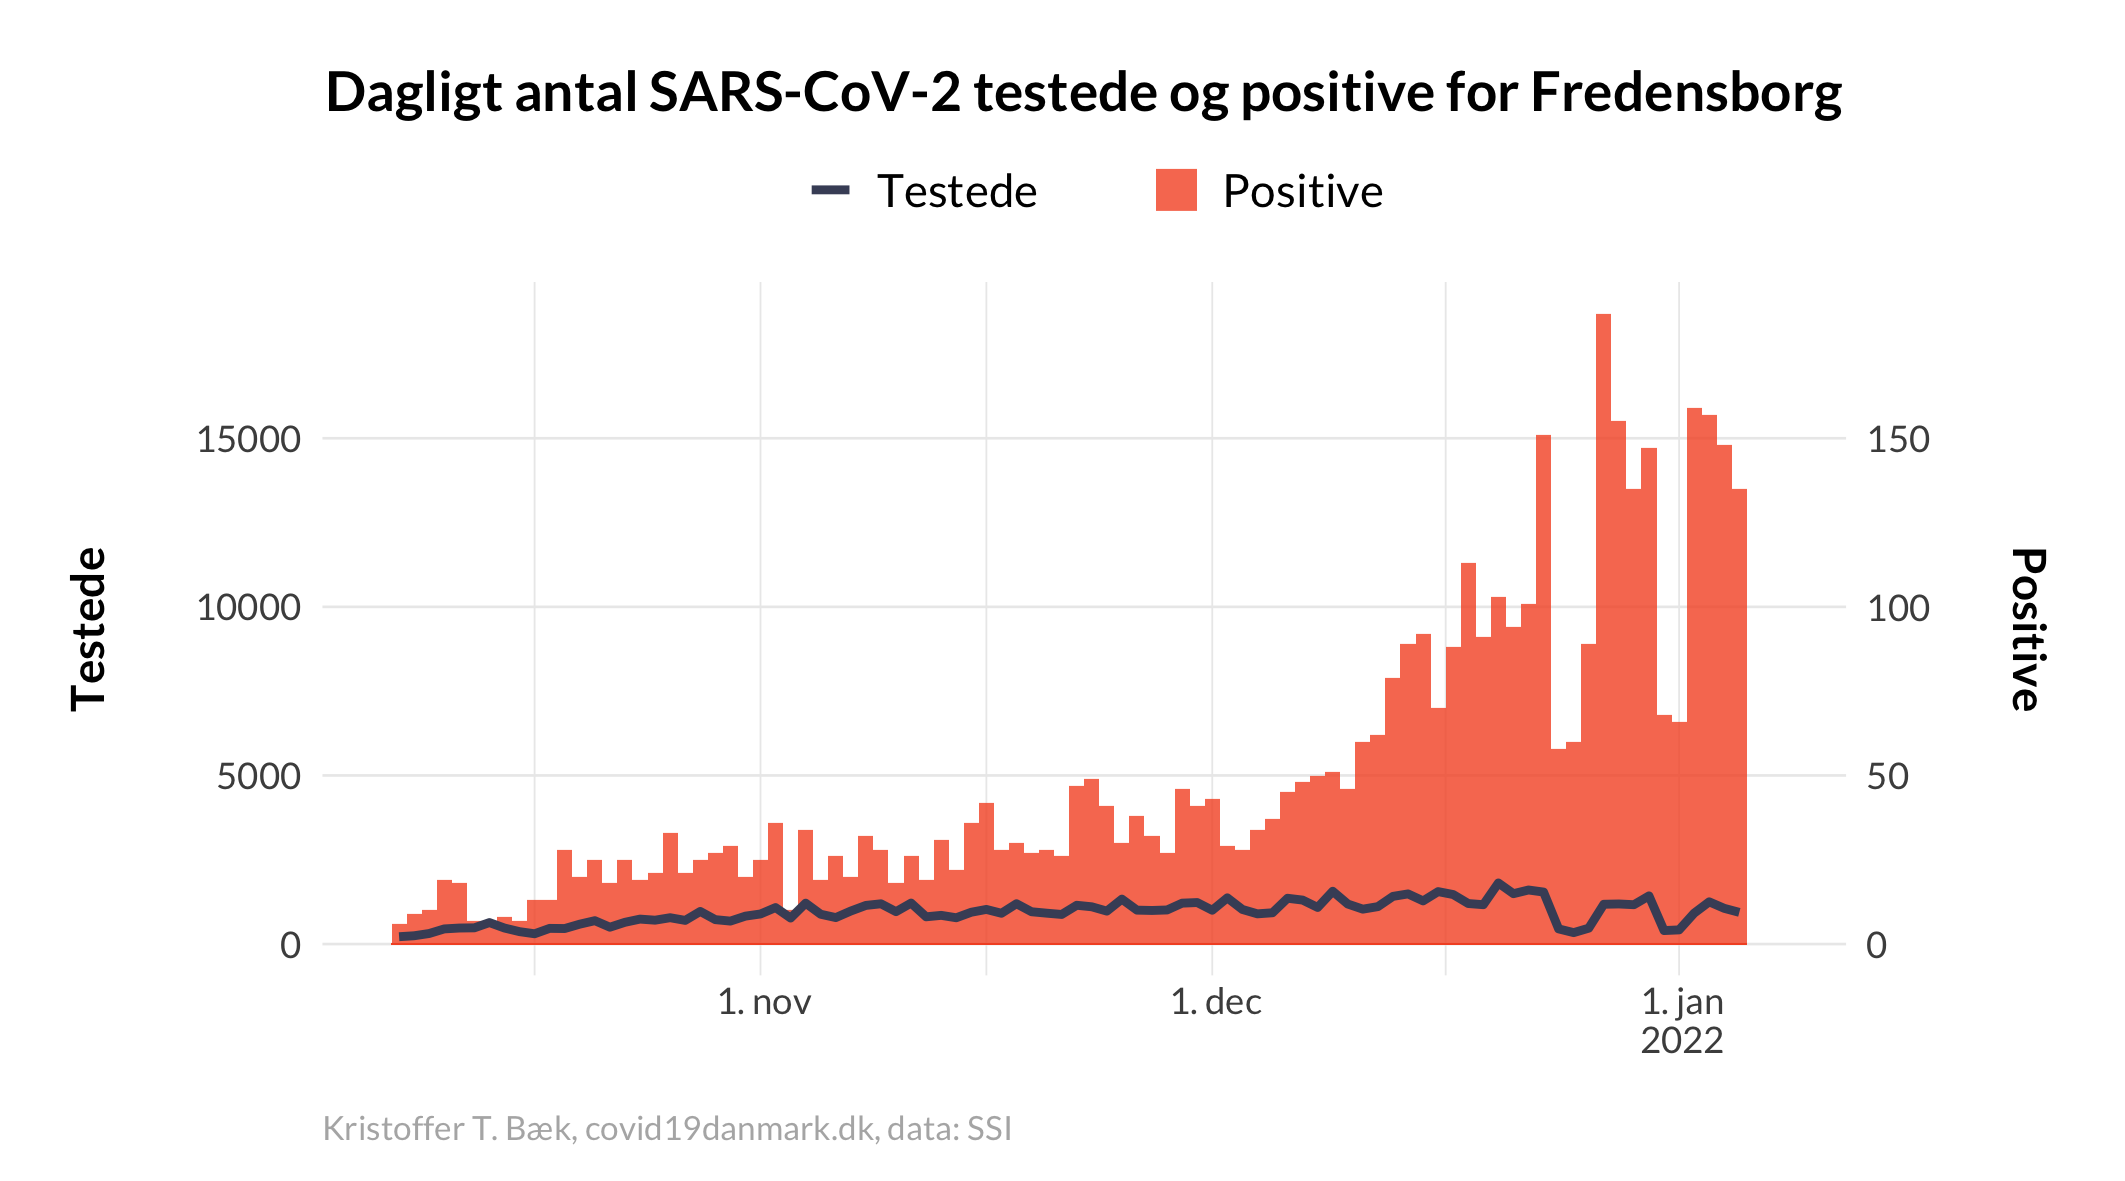 Dagligt antal SARS-CoV-2 testede og positive for Fredensborg
Testede
Positive
Testede
15000
10000
5000
0
150
100
50
0
Positive
1. nov
1. dec
1. jan
2022
Kristoffer T. Bæk, covid19danmark.dk, data: SSI